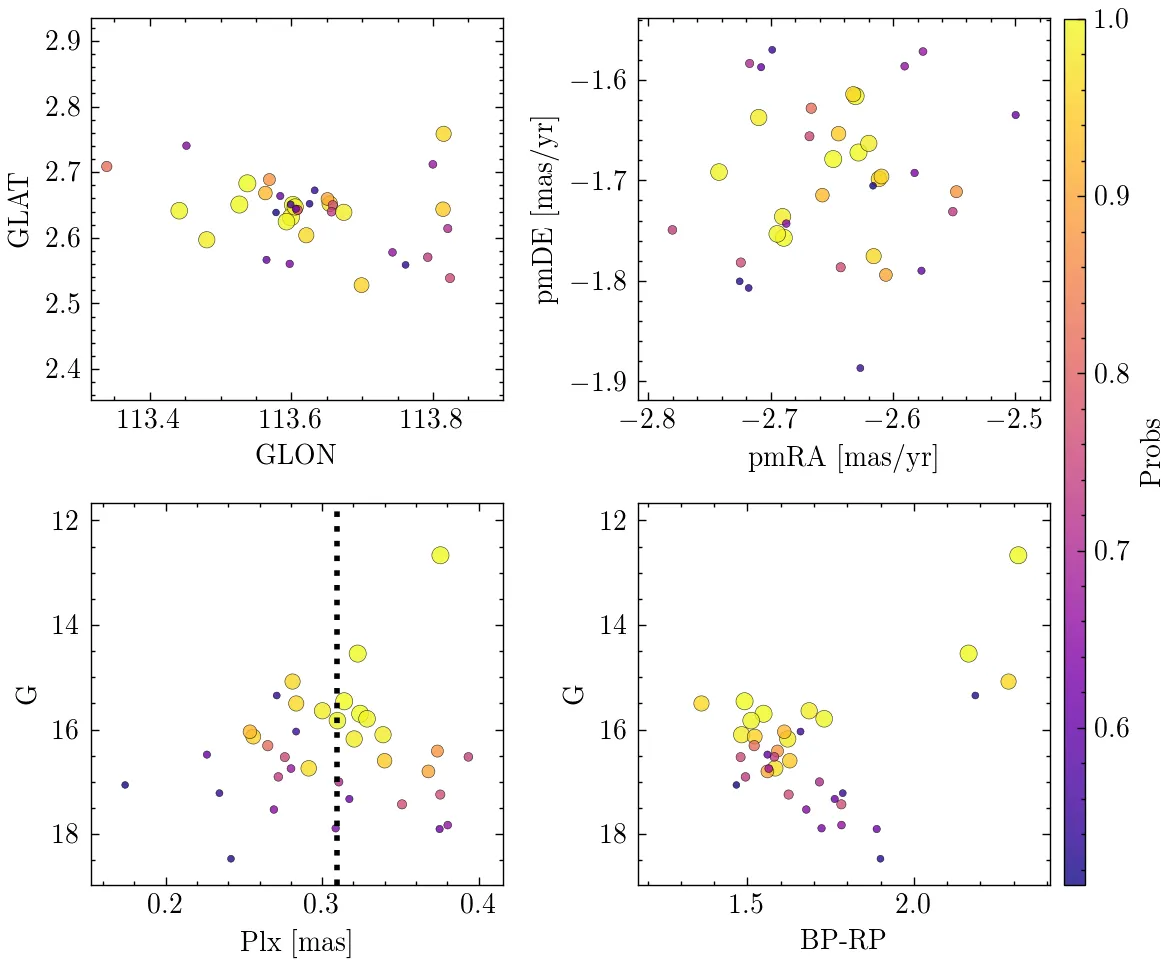 2.9
2.8
2.7
2.6
2.5
2.4
GLAT
113.4 113.6 113.8
GLON
−1.6
−1.7
−1.8
−1.9
pmDE [mas/yr]
−2.8 −2.7 −2.6 −2.5
pmRA [mas/yr]
12
14
16
18
G
0.2 0.3 0.4
Plx [mas]
12
14
16
18
G
1.5 2.0
BP-RP
1.0
0.9
0.8
0.7
0.6
Probs